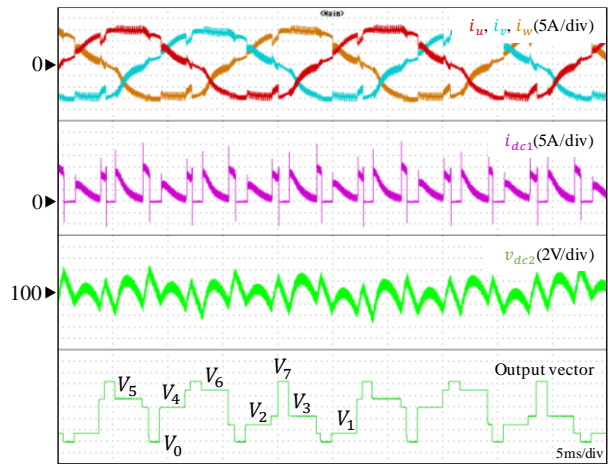 «Main»
i_u, i_v, i_w(5A/div)
0
i_dc1(5A/div)
0
v_dc2(2V/div)
100
Output vector
V_7
V_5
V_6
V_4
V_2
V_3
V_1
V_0
5ms/div